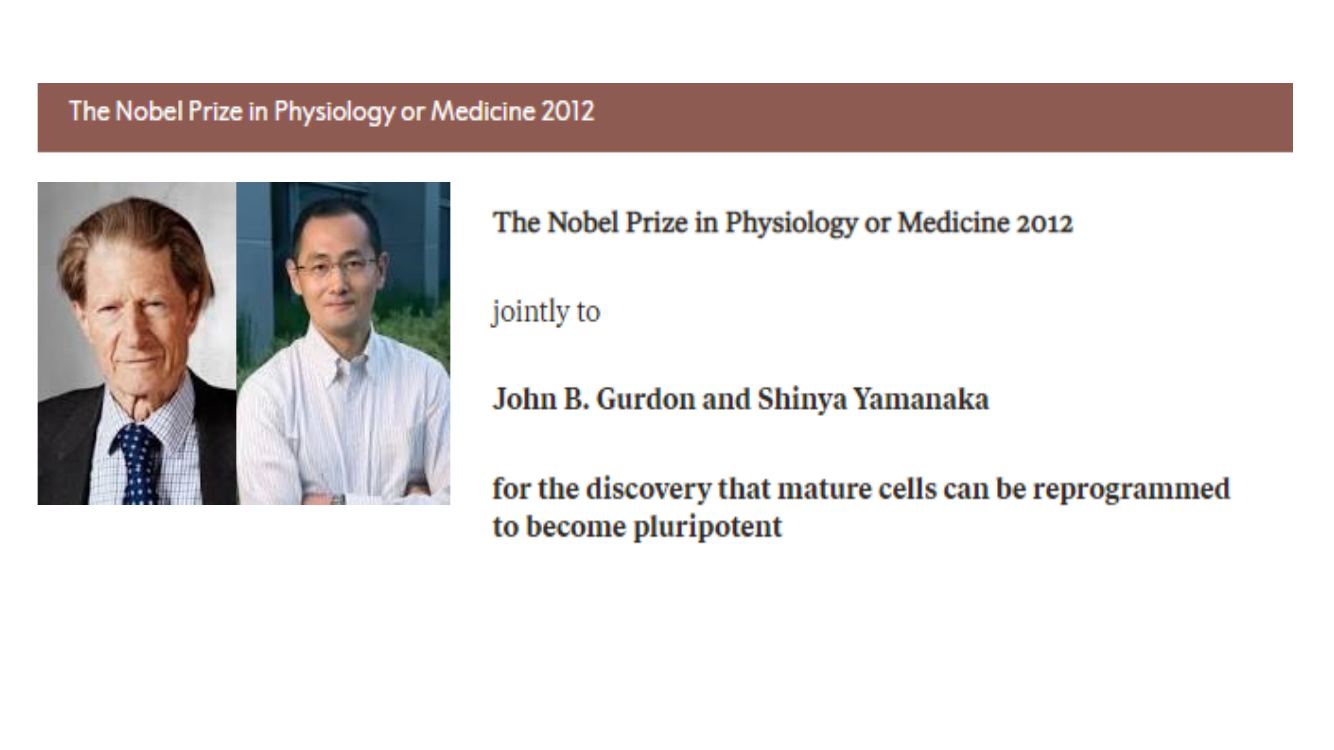 The Nobel Prize in Physiology or Medicine 2012
The Nobel Prize in Physiology or Medicine 2012
jointly to
John B. Gurdon and Shinya Yamanaka
for the discovery that mature cells can be reprogrammed
to become pluripotent